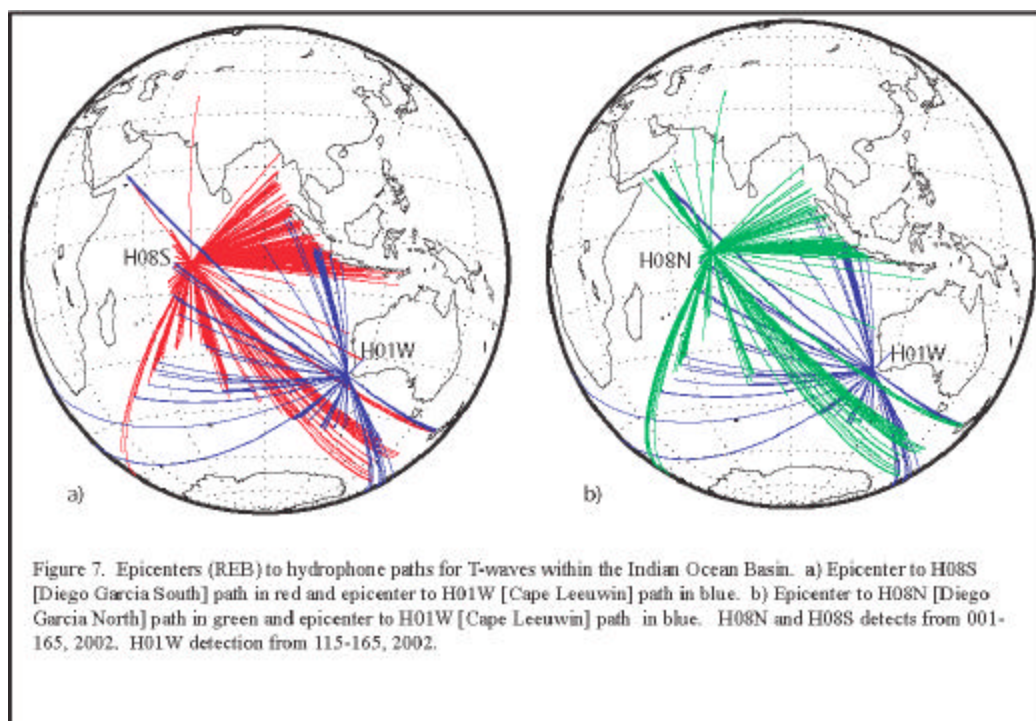 H08S
H01W
a)
H08N
H01W
b)
Figure 7. Epicenters (REB) to hydrophone paths for T-waves within the Indian Ocean Basin. a) Epicenter to H08S
[Diego Garcia South] path in red and epicenter to H01W [Cape Leeuwin] path in blue. b) Epicenter to H08N [Diego
Garcia North] path in green and epicenter to H01W [Cape Leeuwin] path in blue. H08N and H08S detects from 001-
165, 2002. H01W detection from 115-165, 2002.